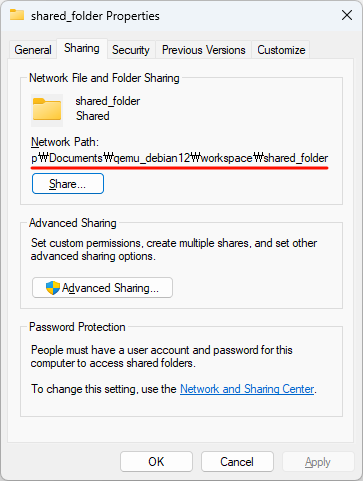 shared_folder Properties
General Sharing Security Previous Versions Customize
Network File and Folder Sharing
shared_folder
Shared
Network Path:
p₩Documents₩qemu_debian12₩workspace₩shared_folder
Share...
Advanced Sharing
Set custom permissions, create multiple shares, and set other
advanced sharing options.
Advanced Sharing...
Password Protection
People must have a user account and password for this
computer to access shared folders.
To change this setting, use the Network and Sharing Center.
OK Cancel Apply